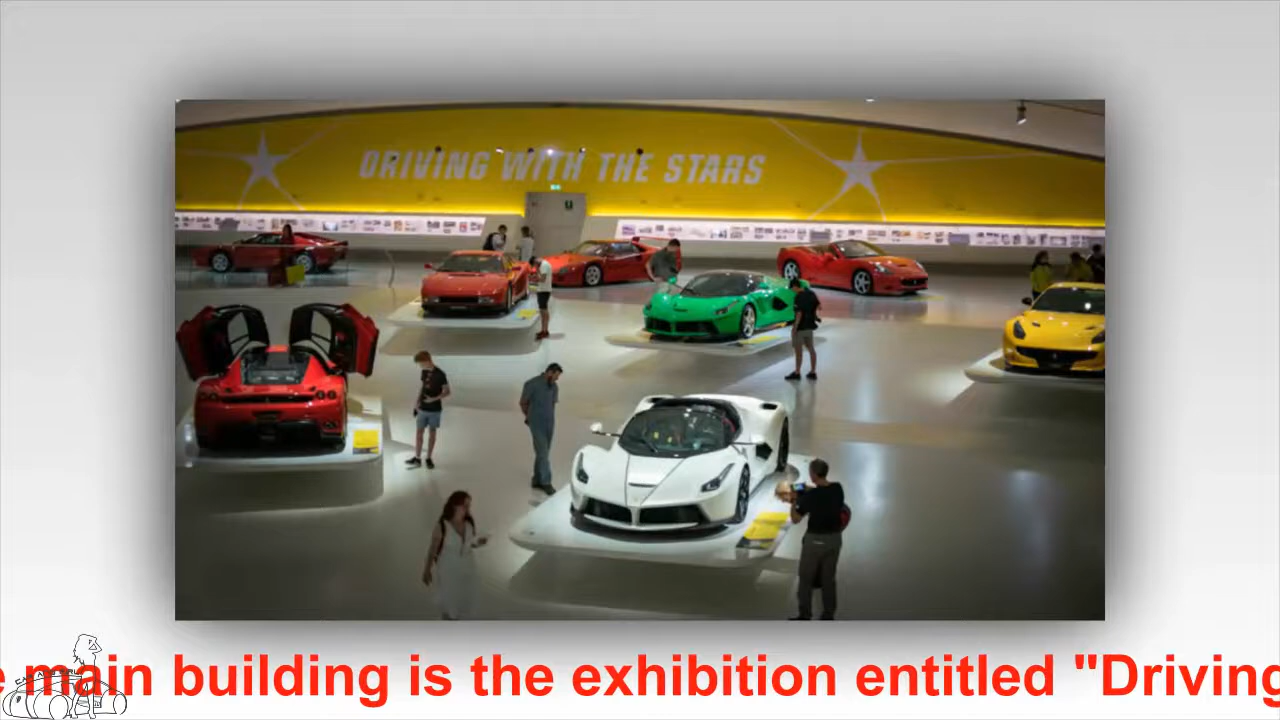 DRIVING WITH THE STARS
main building is the exhibition entitled "Driving